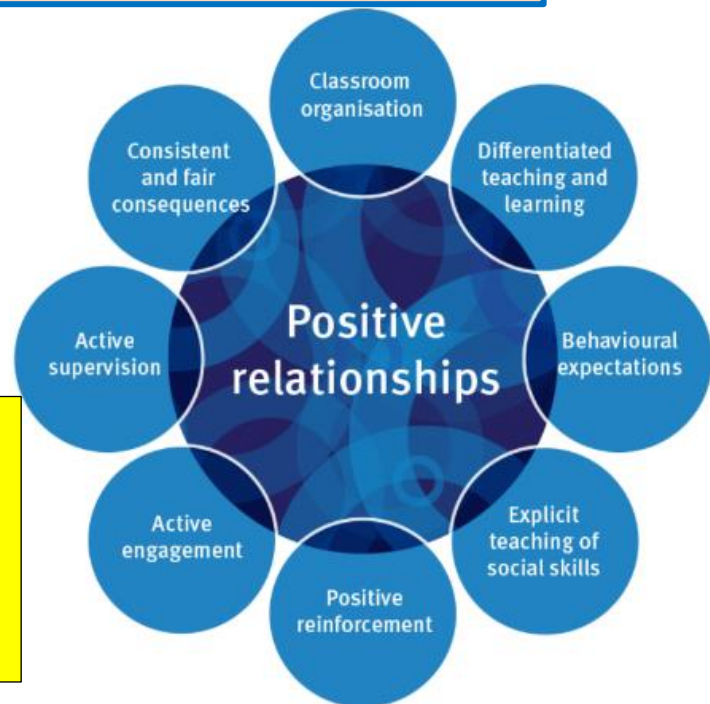 Classroom
organisation
Differentiated
teaching and
learning
Behavioural
expectations
Explicit
teaching of
social skills
Positive
reinforcement
Active
engagement
Active
supervision
Consistent
and fair
consequences
Positive
relationships